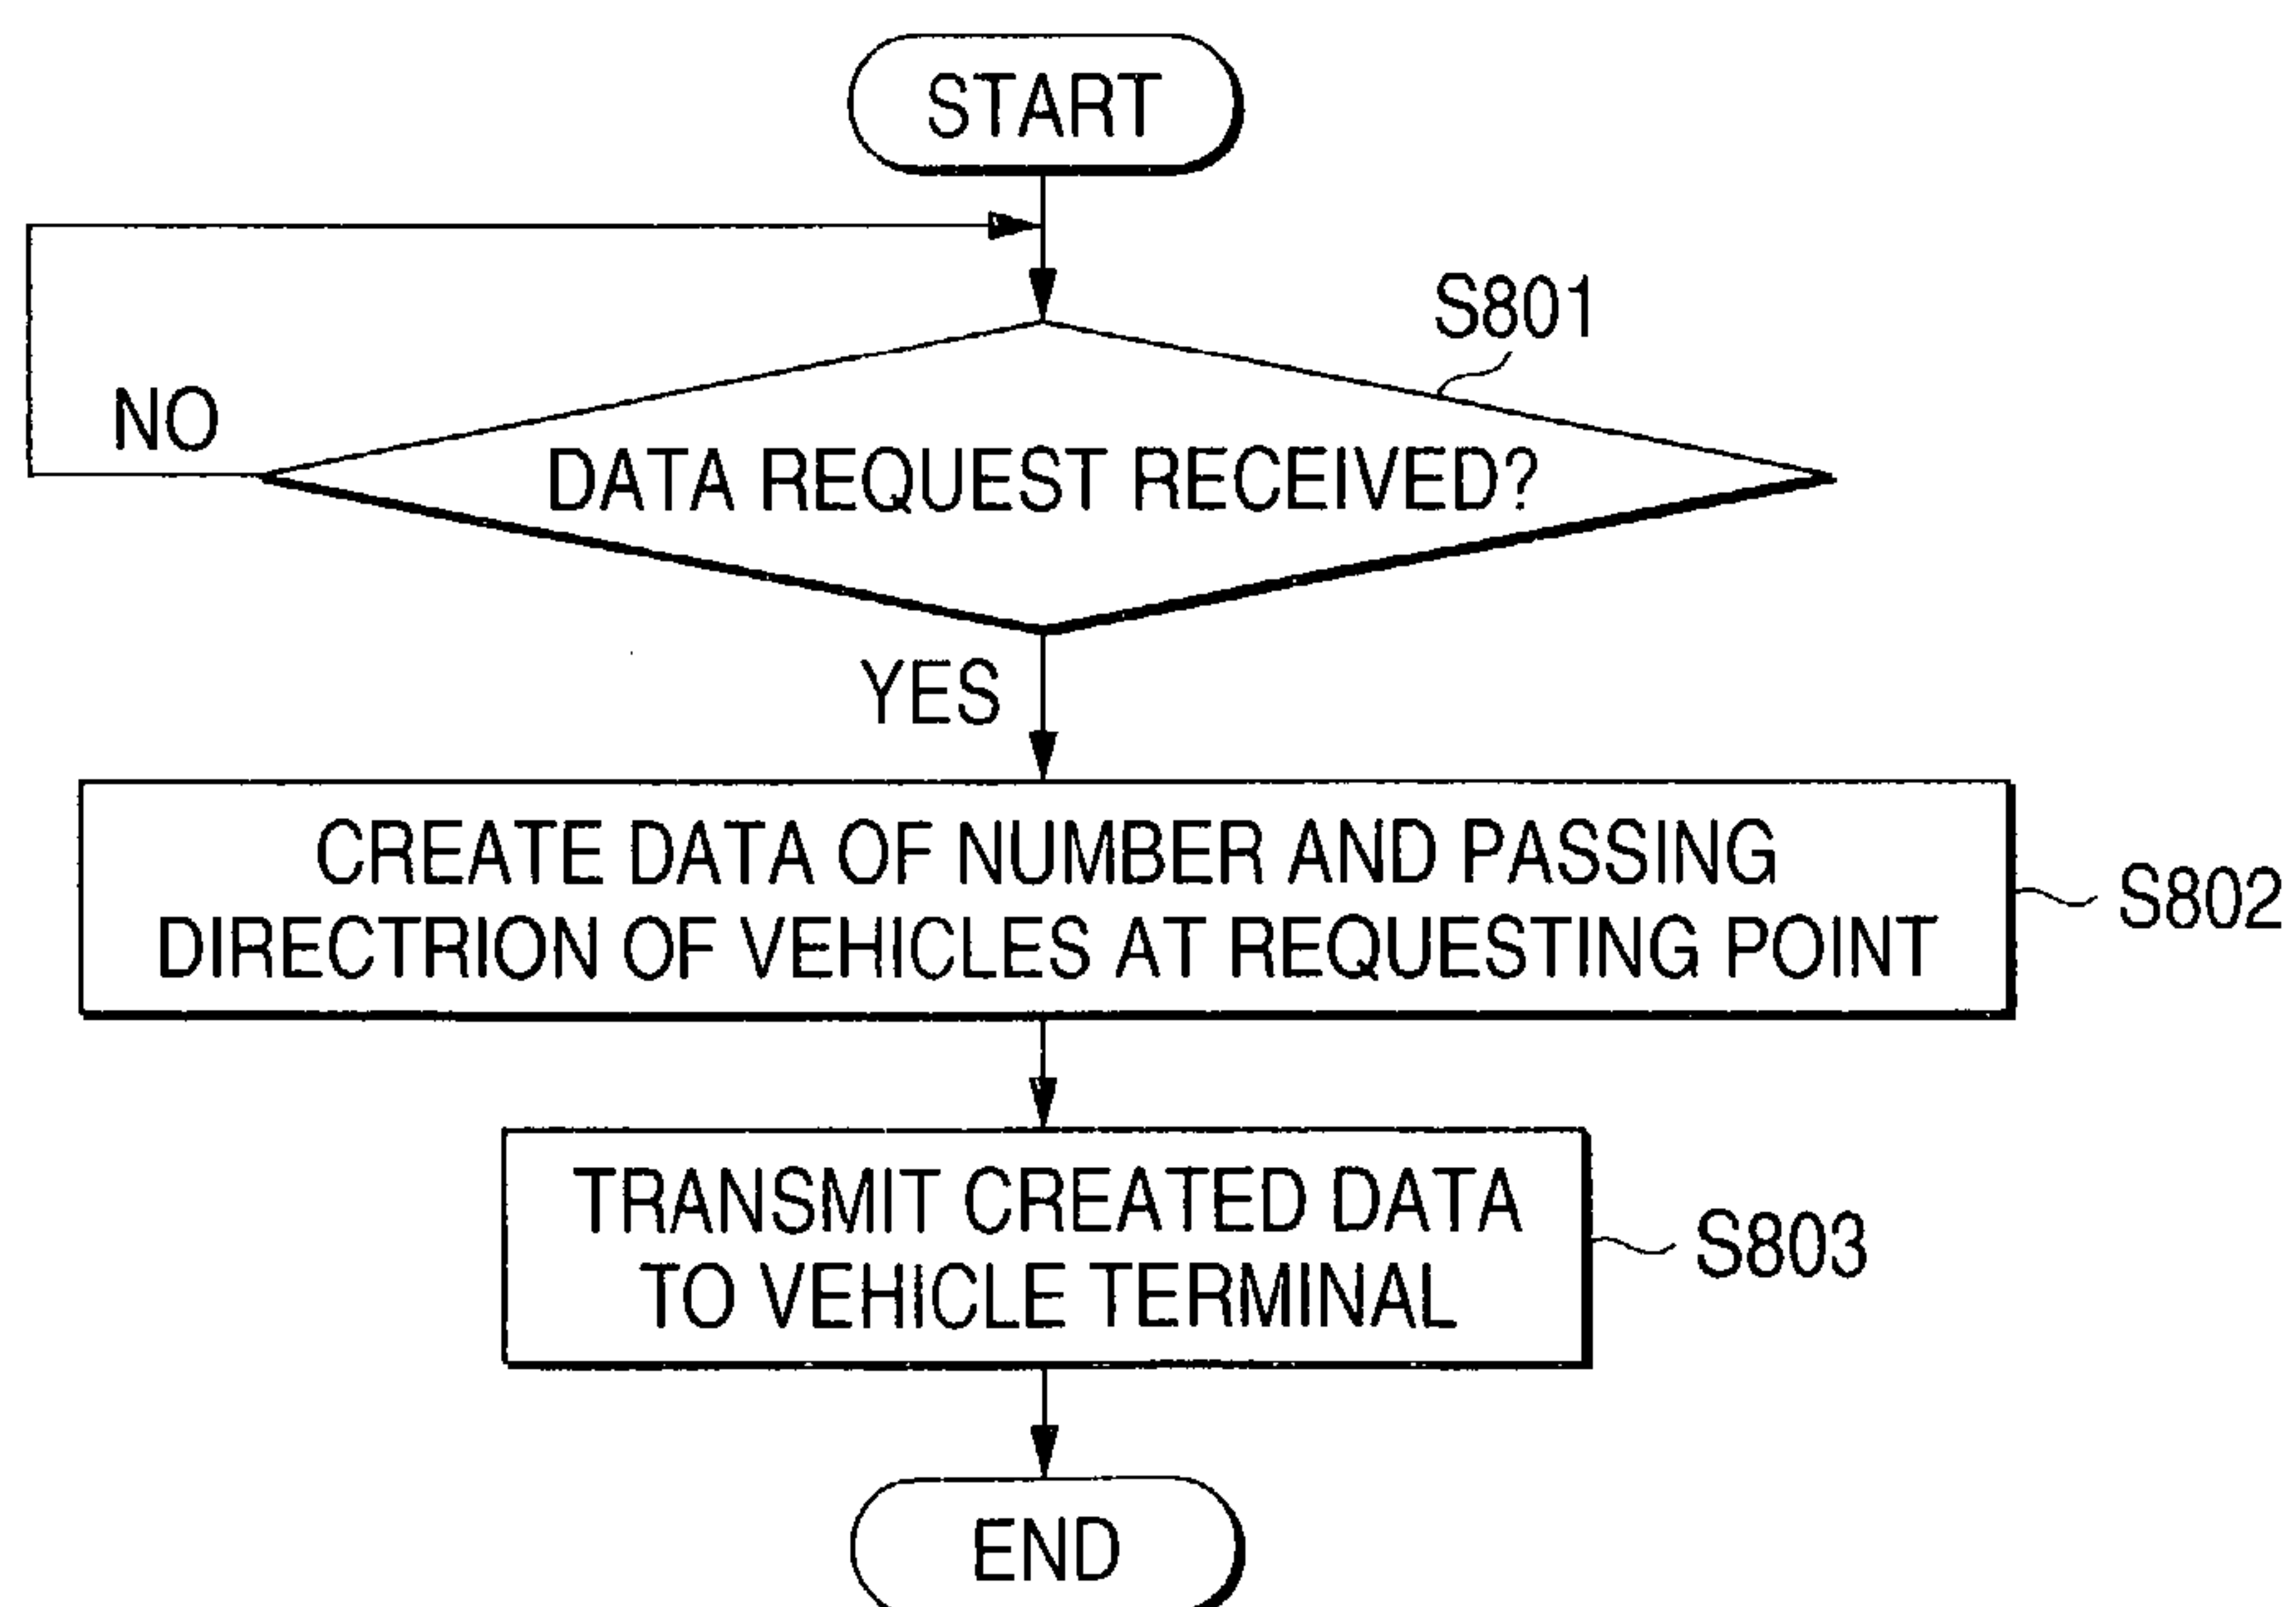 START
S801
NO
DATA REQUEST RECEIVED?
YES
CREATE DATA OF NUMBER AND PASSING
DIRECTRION OF VEHICLES AT REQUESTING POINT
S802
TRANSMIT CREATED DATA
TO VEHICLE TERMINAL
S803
END